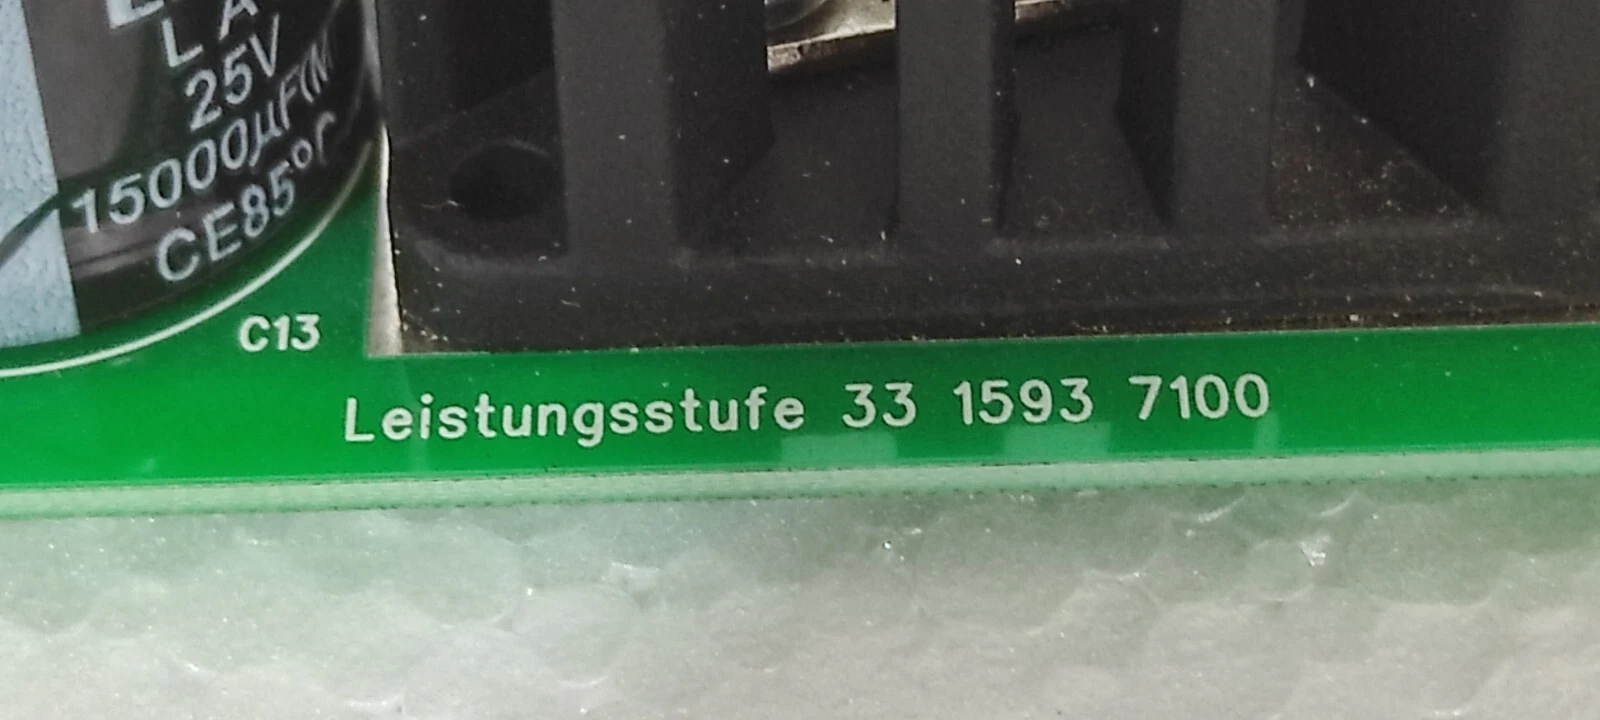 L A
25V
15000µF(M
CE85°C
C13
Leistungsstufe 33 1593 7100